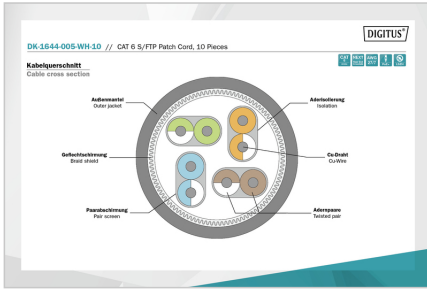 DIGITUS®
DK-1644-005-WH-10 // CAT 6 S/FTP Patch Cord, 10 Pieces
Kabelquerschnitt
Cable cross section
Außenmantel
Outer jacket
Aderisolierung
Isolation
Geflechtschirmung
Braid shield
Cu-Draht
Cu-Wire
Paarabschirmung
Pair screen
Aderspaare
Twisted pair